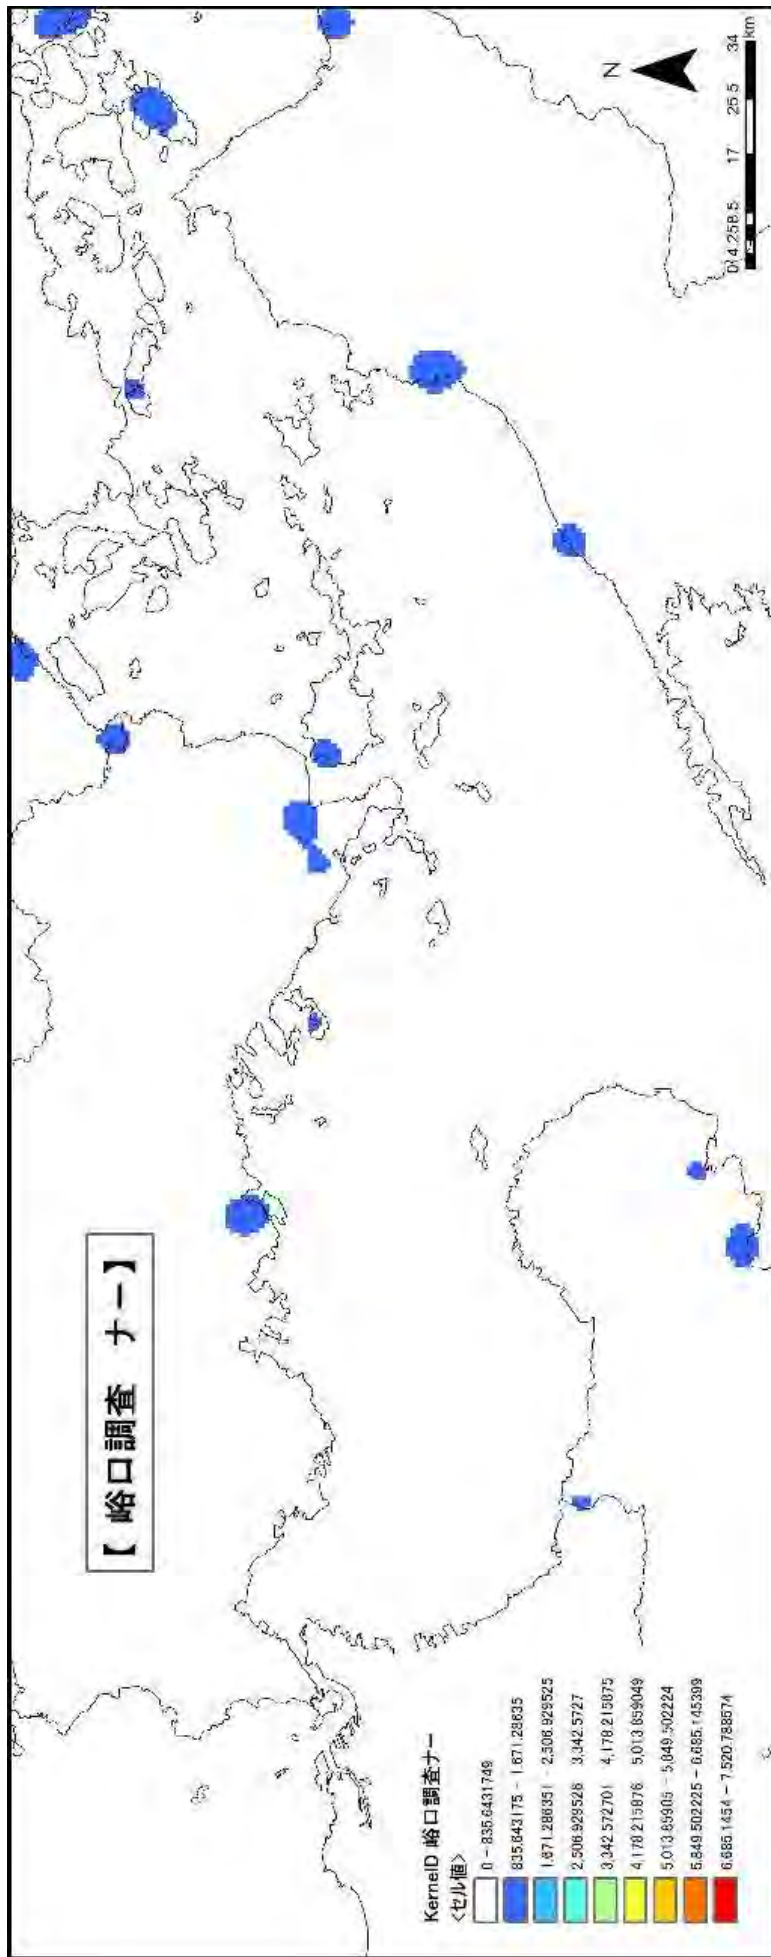 【 峪口調査　ナー】
KernelD 峪口調査ナー
<セル値>
0 - 835.6431749
835.643175 - 1,671.28635
1,671.286351 - 2,506.929525
2,506.929526 3,342.5727
3,342.572701 4,178.215875
4,178.215876 5,013.859049
5,013.85905 - 5,849.502224
5,849.502225 - 6,685.145399
6,685.1454 - 7,520.788574
N
0 4.25 8.5 17 25.5 34
km